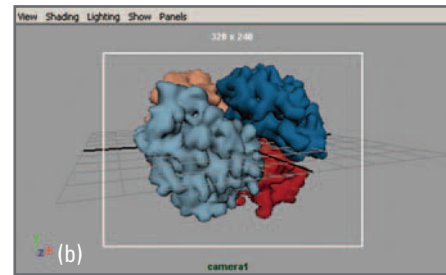 View Shading Lighting Show Panels
320 x 240
y
z
(b)
camera1